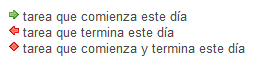 tarea que comienza este día
tarea que termina este día
tarea que comienza y termina este día